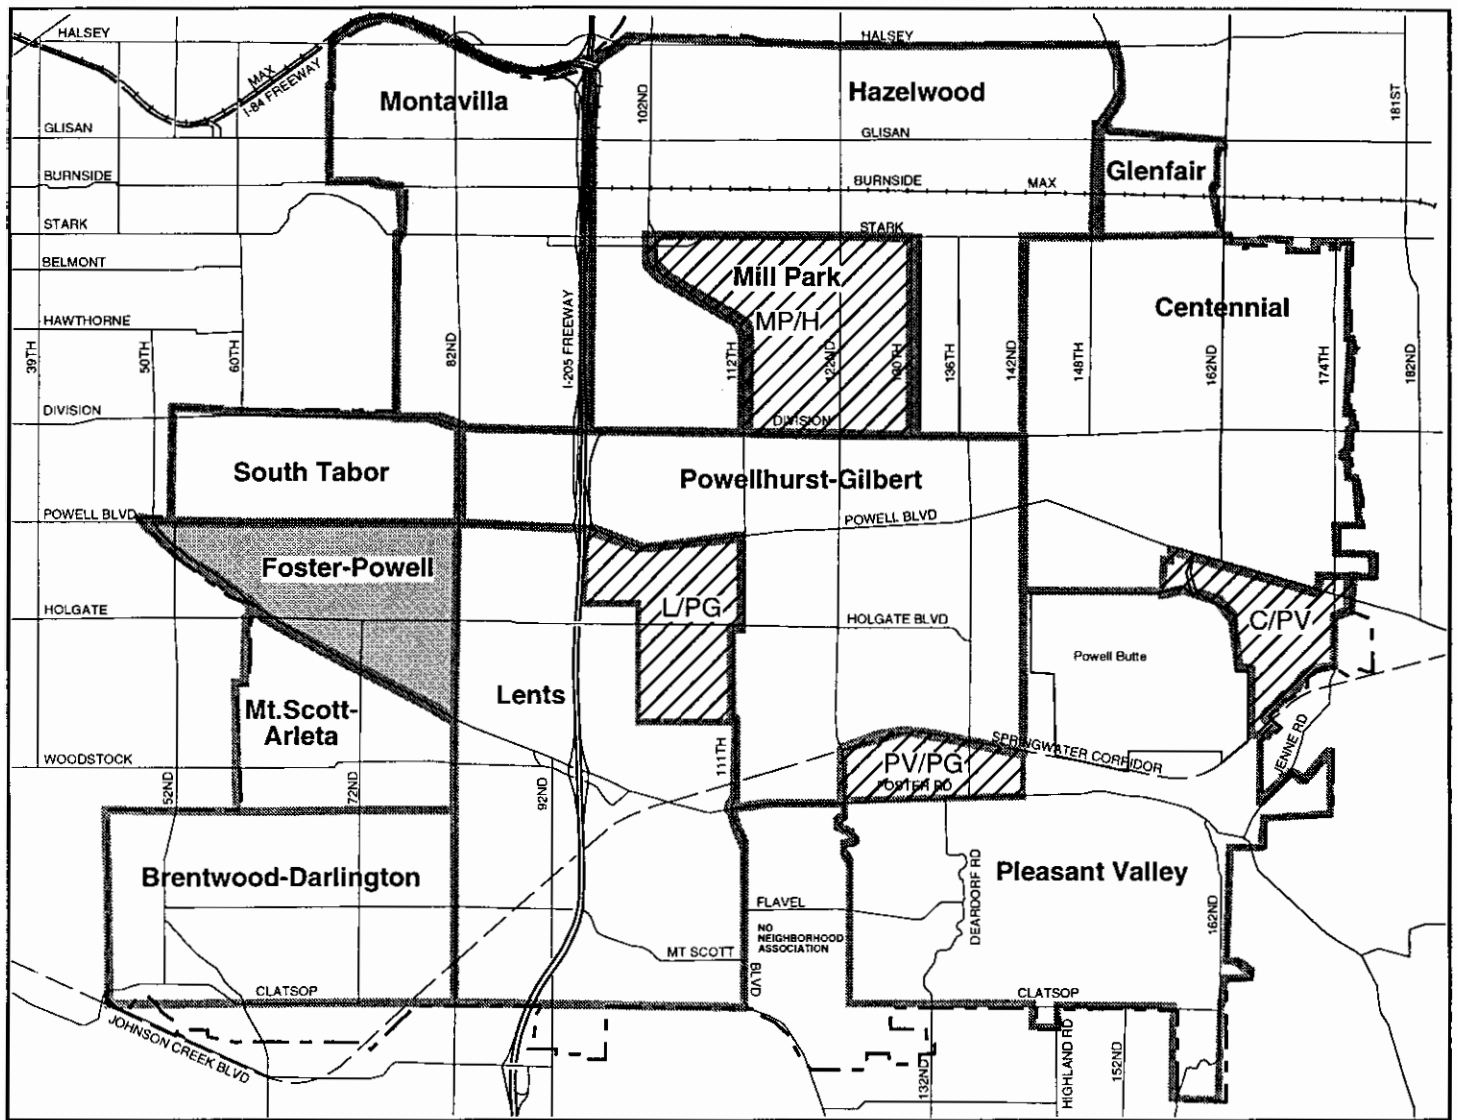 HALSEY
HALSEY
MAX
I-84 FREEWAY
Montavilla
102ND
Hazelwood
181ST
GLISAN
GLISAN
Glenfair
BURNSIDE
BURNSIDE
MAX
STARK
STARK
BELMONT
Mill Park
Centennial
HAWTHORNE
MP/H
39TH
50TH
60TH
82ND
I-205 FREEWAY
112TH
122ND
130TH
136TH
142ND
148TH
162ND
174TH
182ND
DIVISION
DIVISION
South Tabor
Powellhurst-Gilbert
POWELL BLVD
POWELL BLVD
Foster-Powell
HOLGATE
L/PG
HOLGATE BLVD
C/PV
Powell Butte
Lents
Mt.Scott-
Arleta
WOODSTOCK
52ND
72ND
92ND
111TH
PV/PG
FOSTER RD
SPRINGWATER CORRIDOR
JENNE RD
Brentwood-Darlington
Pleasant Valley
FLAVEL
DEARDORF RD
162ND
NO
NEIGHBORHOOD
ASSOCIATION
MT SCOTT
BLVD
CLATSOP
CLATSOP
JOHNSON CREEK BLVD
132ND
HIGHLAND RD
152ND